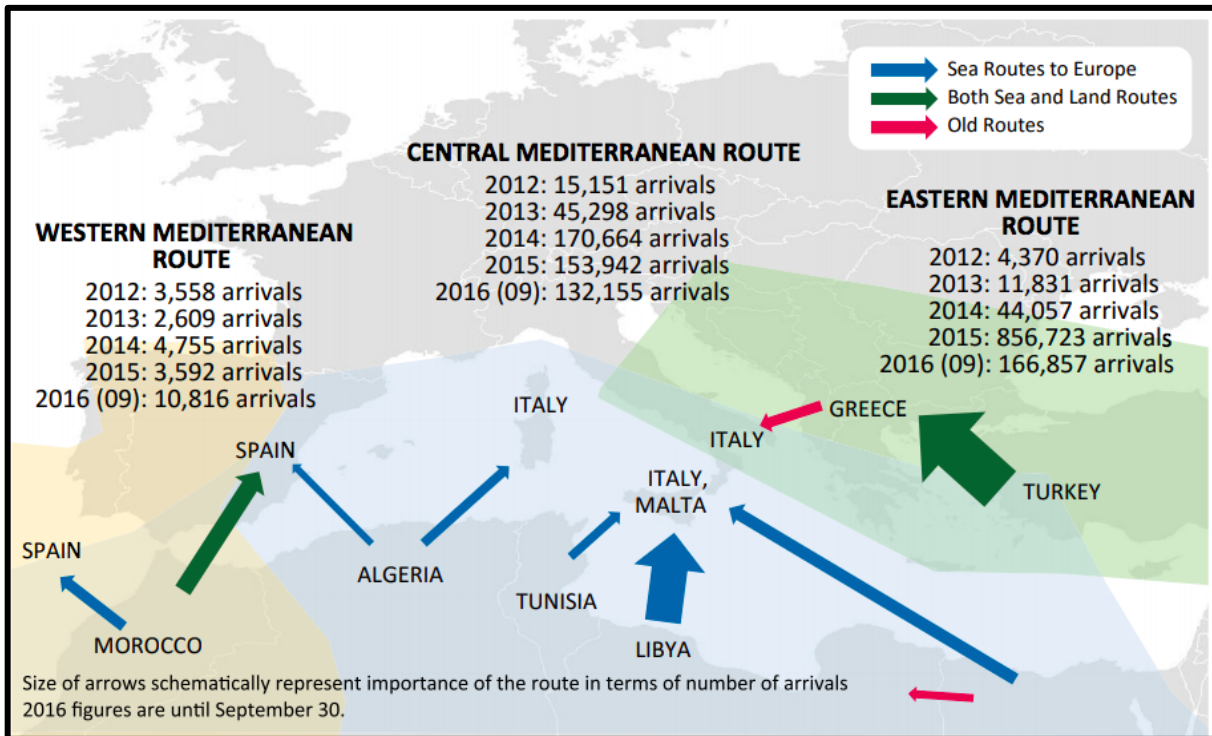 Sea Routes to Europe
Both Sea and Land Routes
Old Routes
CENTRAL MEDITERRANEAN ROUTE
2012: 15,151 arrivals
2013: 45,298 arrivals
2014: 170,664 arrivals
2015: 153,942 arrivals
2016 (09): 132,155 arrivals
EASTERN MEDITERRANEAN
ROUTE
2012: 4,370 arrivals
2013: 11,831 arrivals
2014: 44,057 arrivals
2015: 856,723 arrivals
2016 (09): 166,857 arrivals
WESTERN MEDITERRANEAN
ROUTE
2012: 3,558 arrivals
2013: 2,609 arrivals
2014: 4,755 arrivals
2015: 3,592 arrivals
2016 (09): 10,816 arrivals
ITALY
GREECE
SPAIN
ITALY
ITALY,
MALTA
TURKEY
SPAIN
ALGERIA
TUNISIA
MOROCCO
LIBYA
Size of arrows schematically represent importance of the route in terms of number of arrivals
2016 figures are until September 30.